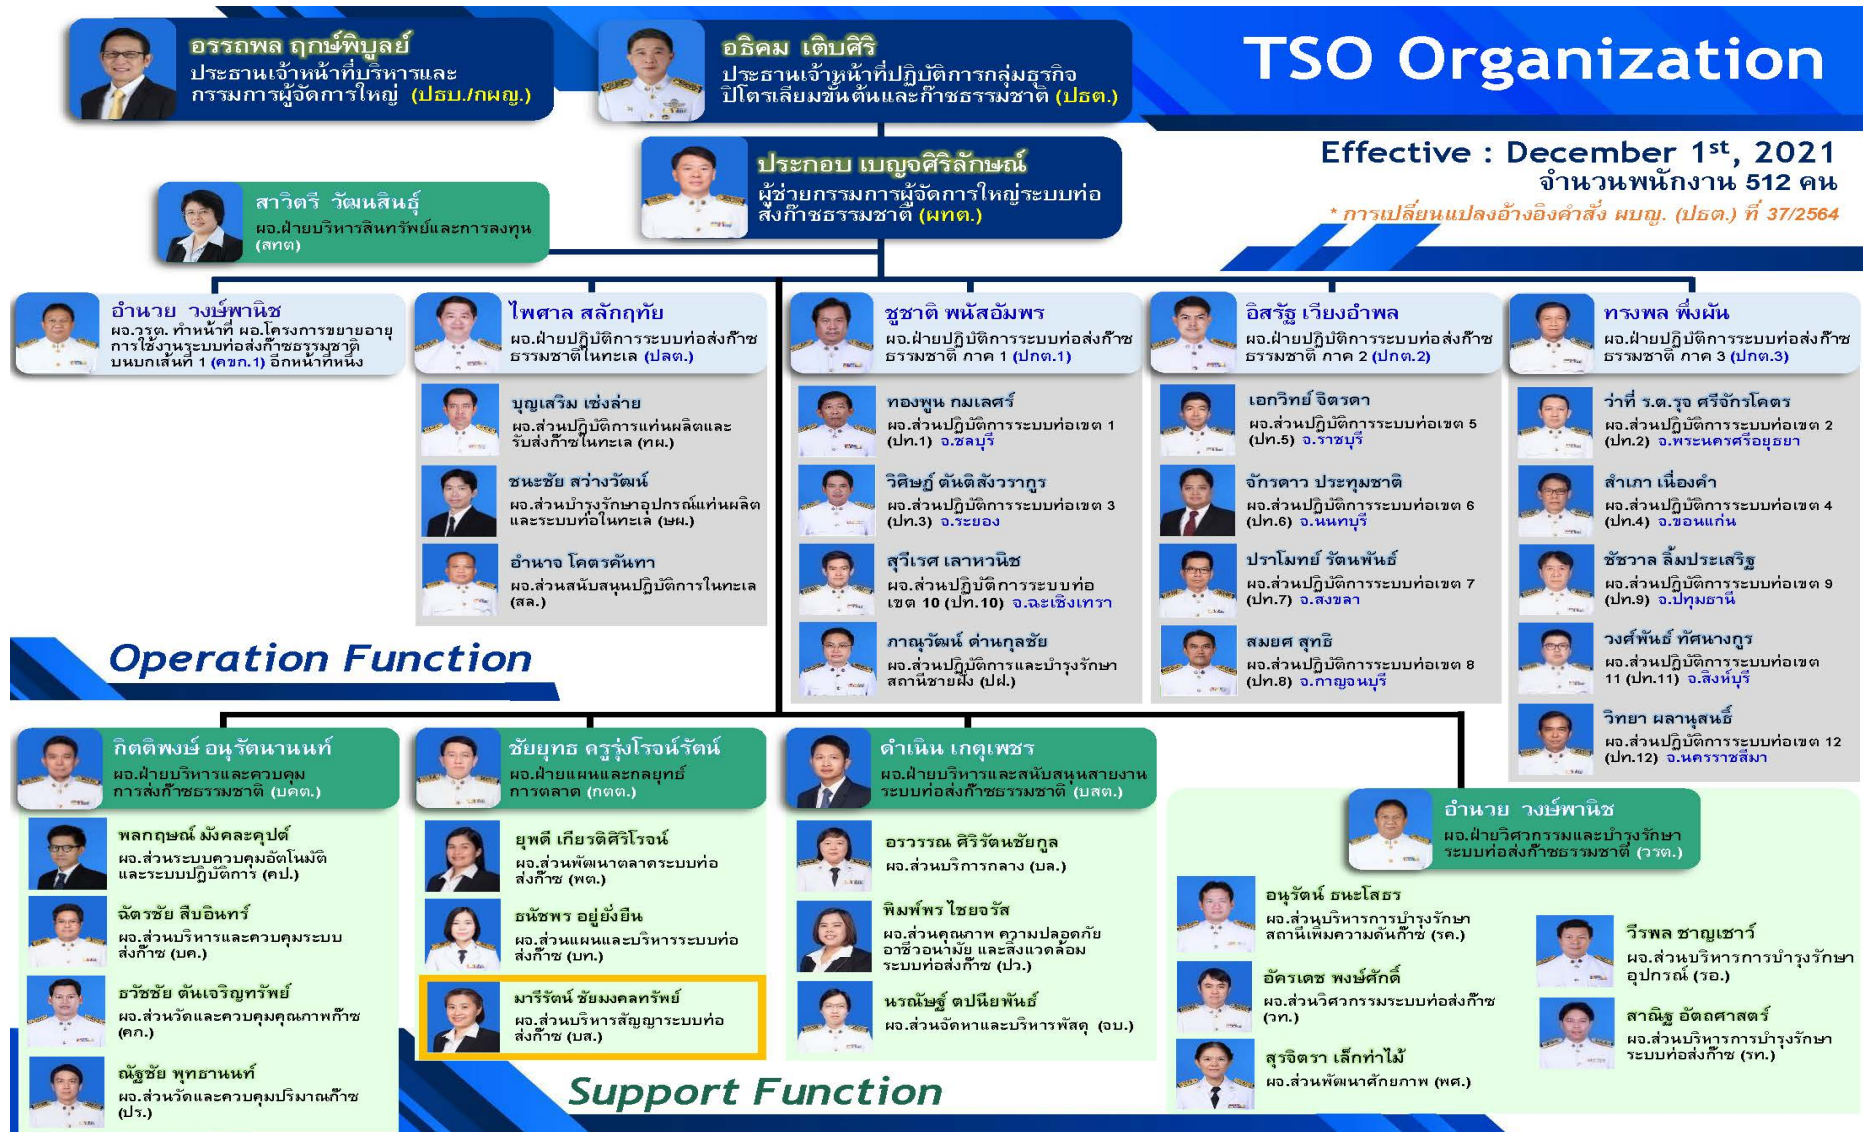 อรรถพล ฤกษ์พิบูลย์
ประธานเจ้าหน้าที่บริหารและ
กรรมการผู้จัดการใหญ่ (ปธบ./กผญ.)
อธิคม เติบศิริ
ประธานเจ้าหน้าที่ปฏิบัติการกลุ่มธุรกิจ
ปิโตรเลียมขั้นต้นและก๊าซธรรมชาติ (ปธต.)
TSO Organization
Effective : December 1st, 2021
จำนวนพนักงาน 512 คน
* การเปลี่ยนแปลงอ้างอิงคำสั่ง ผบญ. (ปธต.) ที่ 37/2564
ประกอบ เบญจศิริลักษณ์
ผู้ช่วยกรรมการผู้จัดการใหญ่ระบบท่อ
ส่งก๊าซธรรมชาติ (ผทต.)
สาวิตรี วัฒนสินธุ์
ผจ.ฝ่ายบริหารสินทรัพย์และการลงทุน
(สทต)
อำนวย วงษ์พานิช
ผจ.วรต. ทำหน้าที่ ผอ.โครงการขยายอายุ
การใช้งานระบบท่อส่งก๊าซธรรมชาติ
บนบกเส้นที่ 1 (คขก.1) อีกหน้าที่หนึ่ง
ไพศาล สลักฤทัย
ผจ.ฝ่ายปฏิบัติการระบบท่อส่งก๊าซ
ธรรมชาติในทะเล (ปลต.)
บุญเสริม เซ่งล่าย
ผจ.ส่วนปฏิบัติการแท่นผลิตและ
รับส่งก๊าซในทะเล (ทผ.)
ชนะชัย สว่างวัฒน์
ผจ.ส่วนบำรุงรักษาอุปกรณ์แท่นผลิต
และระบบท่อในทะเล (ษผ.)
อำนาจ โคตรคันทา
ผจ.ส่วนสนับสนุนปฏิบัติการในทะเล
(สล.)
ชูชาติ พนัสอัมพร
ผจ.ฝ่ายปฏิบัติการระบบท่อส่งก๊าซ
ธรรมชาติ ภาค 1 (ปกต.1)
ทองพูน กมเลศร์
ผจ.ส่วนปฏิบัติการระบบท่อเขต 1
(ปท.1) จ.ชลบุรี
วิศิษฎ์ ตันติสังวรากูร
ผจ.ส่วนปฏิบัติการระบบท่อเขต 3
(ปท.3) จ.ระยอง
สุวีเรศ เลาหวนิช
ผจ.ส่วนปฏิบัติการระบบท่อ
เขต 10 (ปท.10) จ.ฉะเชิงเทรา
ภาณุวัฒน์ ด่านกุลชัย
ผจ.ส่วนปฏิบัติการและบำรุงรักษา
สถานีชายฝั่ง (ปฝ.)
อิสรัฐ เวียงอำพล
ผจ.ฝ่ายปฏิบัติการระบบท่อส่งก๊าซ
ธรรมชาติ ภาค 2 (ปกต.2)
เอกวิทย์ จิตรดา
ผจ.ส่วนปฏิบัติการระบบท่อเขต 5
(ปท.5) จ.ราชบุรี
จักรดาว ประทุมชาติ
ผจ.ส่วนปฏิบัติการระบบท่อเขต 6
(ปท.6) จ.นนทบุรี
ปราโมทย์ รัตนพันธ์
ผจ.ส่วนปฏิบัติการระบบท่อเขต 7
(ปท.7) จ.สงขลา
สมยศ สุทธิ
ผจ.ส่วนปฏิบัติการระบบท่อเขต 8
(ปท.8) จ.กาญจนบุรี
ทรงพล พึ่งผัน
ผจ.ฝ่ายปฏิบัติการระบบท่อส่งก๊าซ
ธรรมชาติ ภาค 3 (ปกต.3)
ว่าที่ ร.ต.รุจ ศรีจักรโคตร
ผจ.ส่วนปฏิบัติการระบบท่อเขต 2
(ปท.2) จ.พระนครศรีอยุธยา
สำเภา เนื่องคำ
ผจ.ส่วนปฏิบัติการระบบท่อเขต 4
(ปท.4) จ.ขอนแก่น
ชัชวาล ลิ้มประเสริฐ
ผจ.ส่วนปฏิบัติการระบบท่อเขต 9
(ปท.9) จ.ปทุมธานี
วงศ์พันธ์ ทัศนางกูร
ผจ.ส่วนปฏิบัติการระบบท่อเขต
11 (ปท.11) จ.สิงห์บุรี
วิทยา ผลานุสนธิ์
ผจ.ส่วนปฏิบัติการระบบท่อเขต 12
(ปท.12) จ.นครราชสีมา
Operation Function
กิตติพงษ์ อนุรัตนานนท์
ผจ.ฝ่ายบริหารและควบคุม
การส่งก๊าซธรรมชาติ (บคต.)
พลกฤษณ์ มังคละคุปต์
ผจ.ส่วนระบบควบคุมอัตโนมัติ
และระบบปฏิบัติการ (คป.)
ฉัตรชัย สืบอินทร์
ผจ.ส่วนบริหารและควบคุมระบบ
ส่งก๊าซ (บค.)
ธวัชชัย ตันเจริญทรัพย์
ผจ.ส่วนวัดและควบคุมคุณภาพก๊าซ
(คก.)
ณัฐชัย พุทธานนท์
ผจ.ส่วนวัดและควบคุมปริมาณก๊าซ
(ปร.)
ชัยยุทธ ครูรุ่งโรจน์รัตน์
ผจ.ฝ่ายแผนและกลยุทธ์
การตลาด (กตต.)
ยุพดี เกียรติศิริโรจน์
ผจ.ส่วนพัฒนาตลาดระบบท่อ
ส่งก๊าซ (พต.)
ธนัชพร อยู่ยั่งยืน
ผจ.ส่วนแผนและบริหารระบบท่อ
ส่งก๊าซ (บท.)
มารีรัตน์ ชัยมงคลทรัพย์
ผจ.ส่วนบริหารสัญญาระบบท่อ
ส่งก๊าซ (บส.)
ดำเนิน เกตุเพชร
ผจ.ฝ่ายบริหารและสนับสนุนสายงาน
ระบบท่อส่งก๊าซธรรมชาติ (บสต.)
อรวรรณ ศิริรัตนชัยกูล
ผจ.ส่วนบริการกลาง (บล.)
พิมพ์พร ไชยจรัส
ผจ.ส่วนคุณภาพ ความปลอดภัย
อาชีวอนามัย และสิ่งแวดล้อม
ระบบท่อส่งก๊าซ (ปว.)
นรณัษฐ์ ตปนียพันธ์
ผจ.ส่วนจัดหาและบริหารพัสดุ (จบ.)
อำนวย วงษ์พานิช
ผจ.ฝ่ายวิศวกรรมและบำรุงรักษา
ระบบท่อส่งก๊าซธรรมชาติ (วรต.)
อนุรัตน์ ธนะโสธร
ผจ.ส่วนบริหารการบำรุงรักษา
สถานีเพิ่มความดันก๊าซ (รค.)
อัครเดช พงษ์ศักดิ์
ผจ.ส่วนวิศวกรรมระบบท่อส่งก๊าซ
(วท.)
สุรจิตรา เล็กท่าไม้
ผจ.ส่วนพัฒนาศักยภาพ (พศ.)
วีรพล ชาญเชาว์
ผจ.ส่วนบริหารการบำรุงรักษา
อุปกรณ์ (รอ.)
สาณิฐ อัตถศาสตร์
ผจ.ส่วนบริหารการบำรุงรักษา
ระบบท่อส่งก๊าซ (รท.)
Support Function